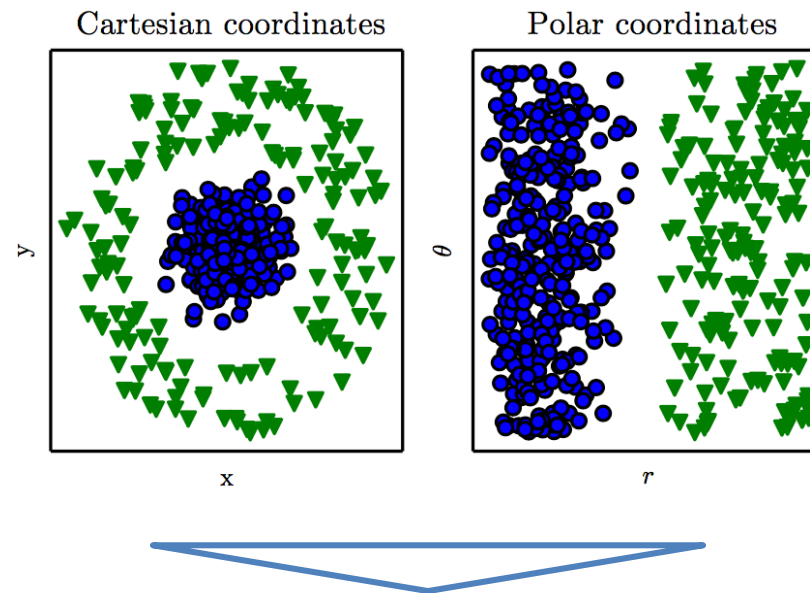 Cartesian coordinates
Polar coordinates
y
θ
x
r